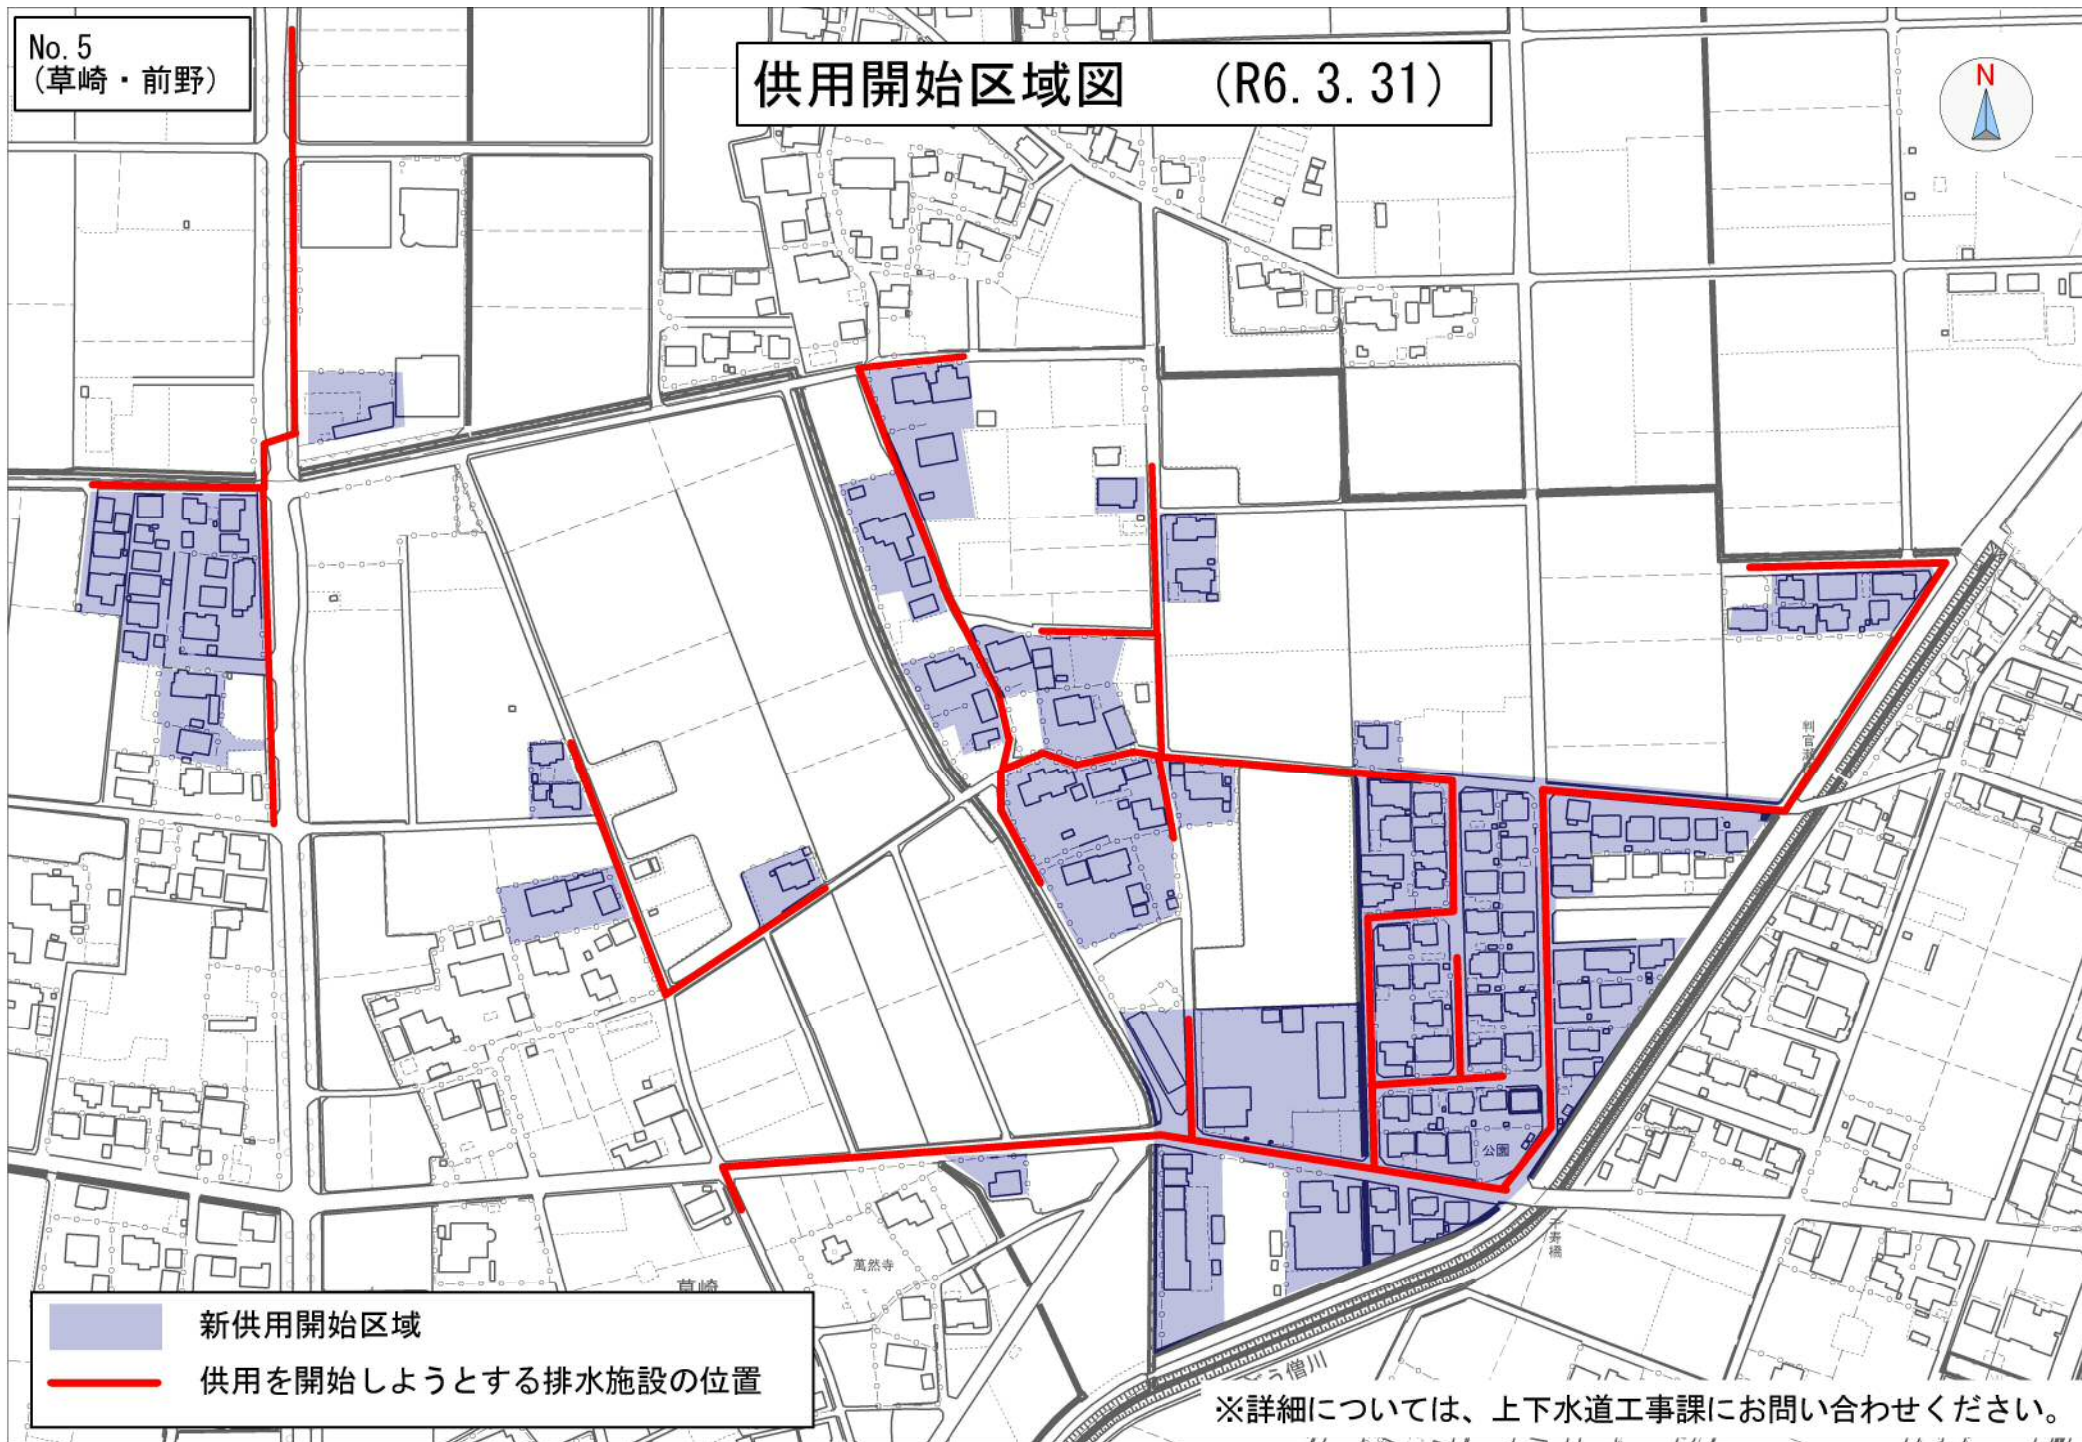 No.5
(草崎・前野)
供用開始区域図 (R6.3.31)
N
公園
萬然寺
草崎
新供用開始区域
供用を開始しようとする排水施設の位置
※詳細については、上下水道工事課にお問い合わせください。